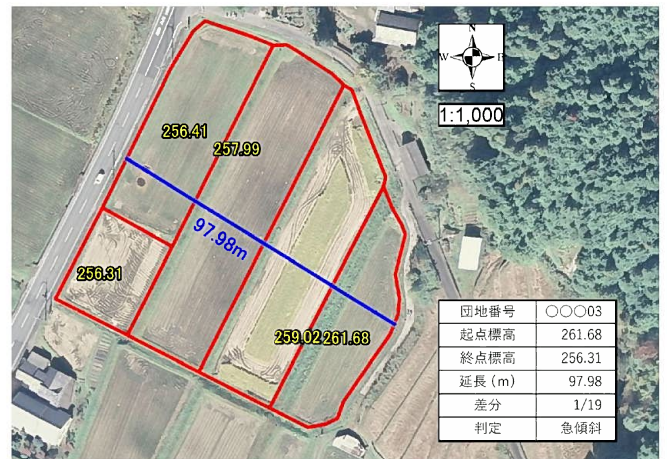 N
W E
S
1:1,000
256.41
257.99
97.98m
256.31
259.02
261.68
団地番号 〇〇〇03
起点標高 261.68
終点標高 256.31
延長(m) 97.98
差分 1/19
判定 急傾斜